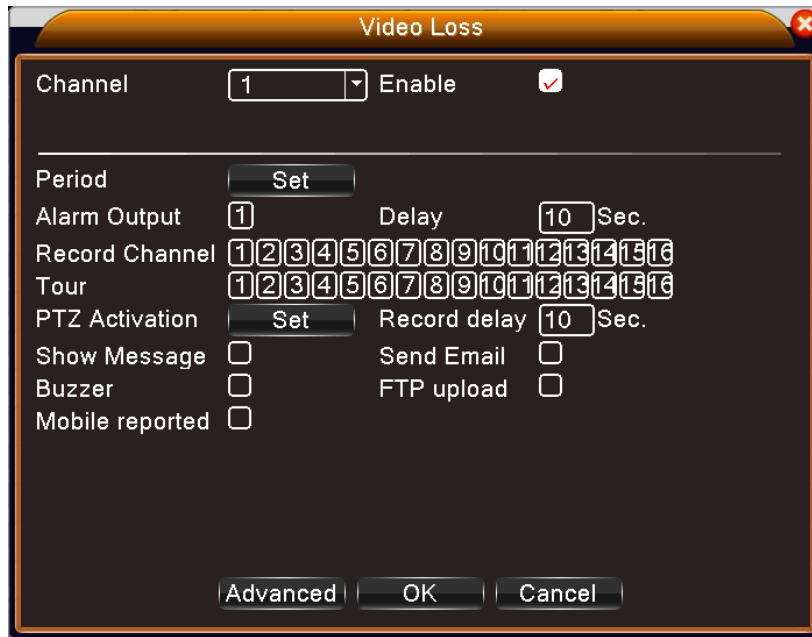 Video Loss
Channel 1 Enable
Period Set
Alarm Output 1 Delay 10 Sec.
Record Channel 1 2 3 4 5 6 7 8 9 10 11 12 13 14 15 16
Tour 1 2 3 4 5 6 7 8 9 10 11 12 13 14 15 16
PTZ Activation Set Record delay 10 Sec.
Show Message Send Email
Buzzer FTP upload
Mobile reported
Advanced OK Cancel